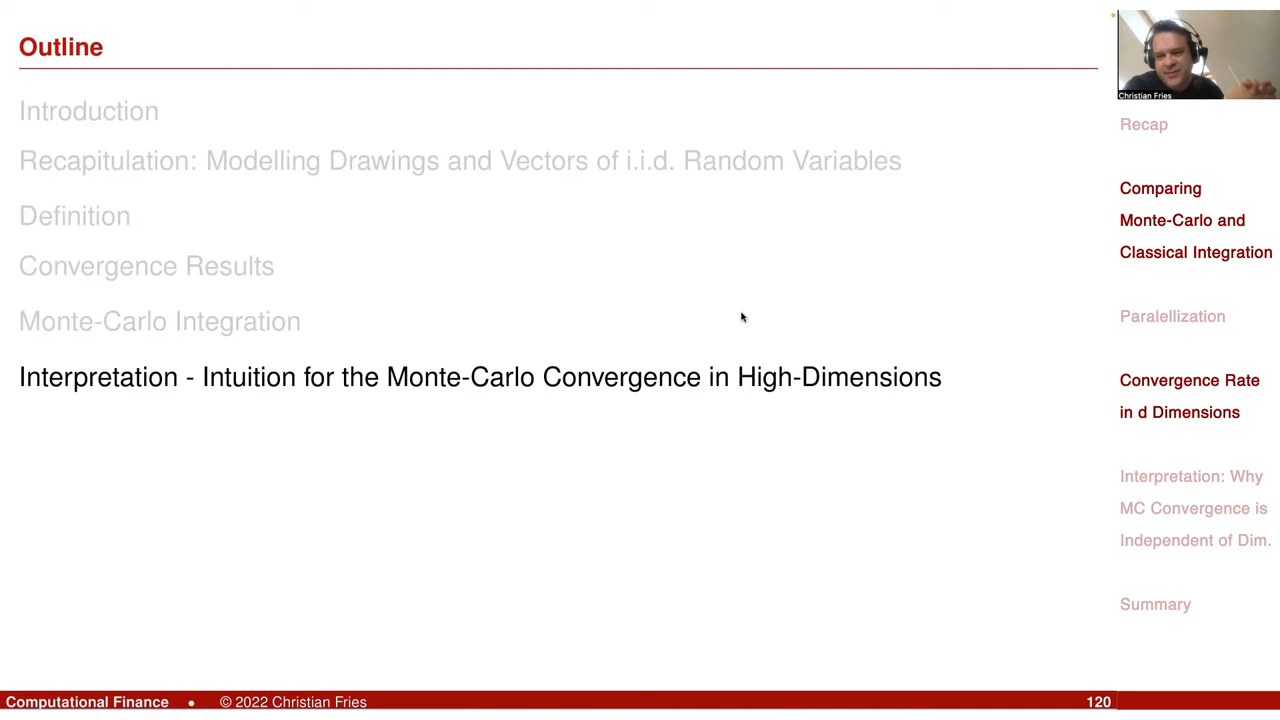 Outline
Introduction
Recapitulation: Modelling Drawings and Vectors of i.i.d. Random Variables
Definition
Convergence Results
Monte-Carlo Integration
Interpretation - Intuition for the Monte-Carlo Convergence in High-Dimensions
Christian Fries
Recap
Comparing
Monte-Carlo and
Classical Integration
Paralellization
Convergence Rate
in d Dimensions
Interpretation: Why
MC Convergence is
Independent of Dim.
Summary
Computational Finance • © 2022 Christian Fries 120